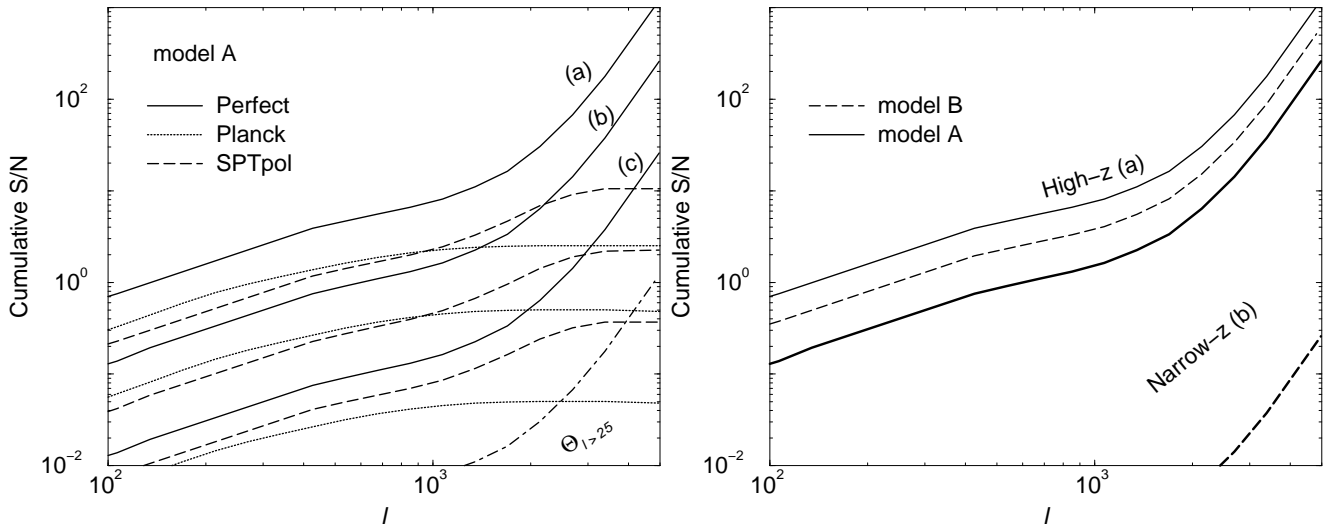 model A
Perfect
Planck
SPTpol
(a)
(b)
(c)
Θl>25
Cumulative S/N
10^2
10^0
10^−2
10^2
10^3
l
model B
model A
High−z (a)
Narrow−z (b)
Cumulative S/N
10^2
10^0
10^−2
10^2
10^3
l